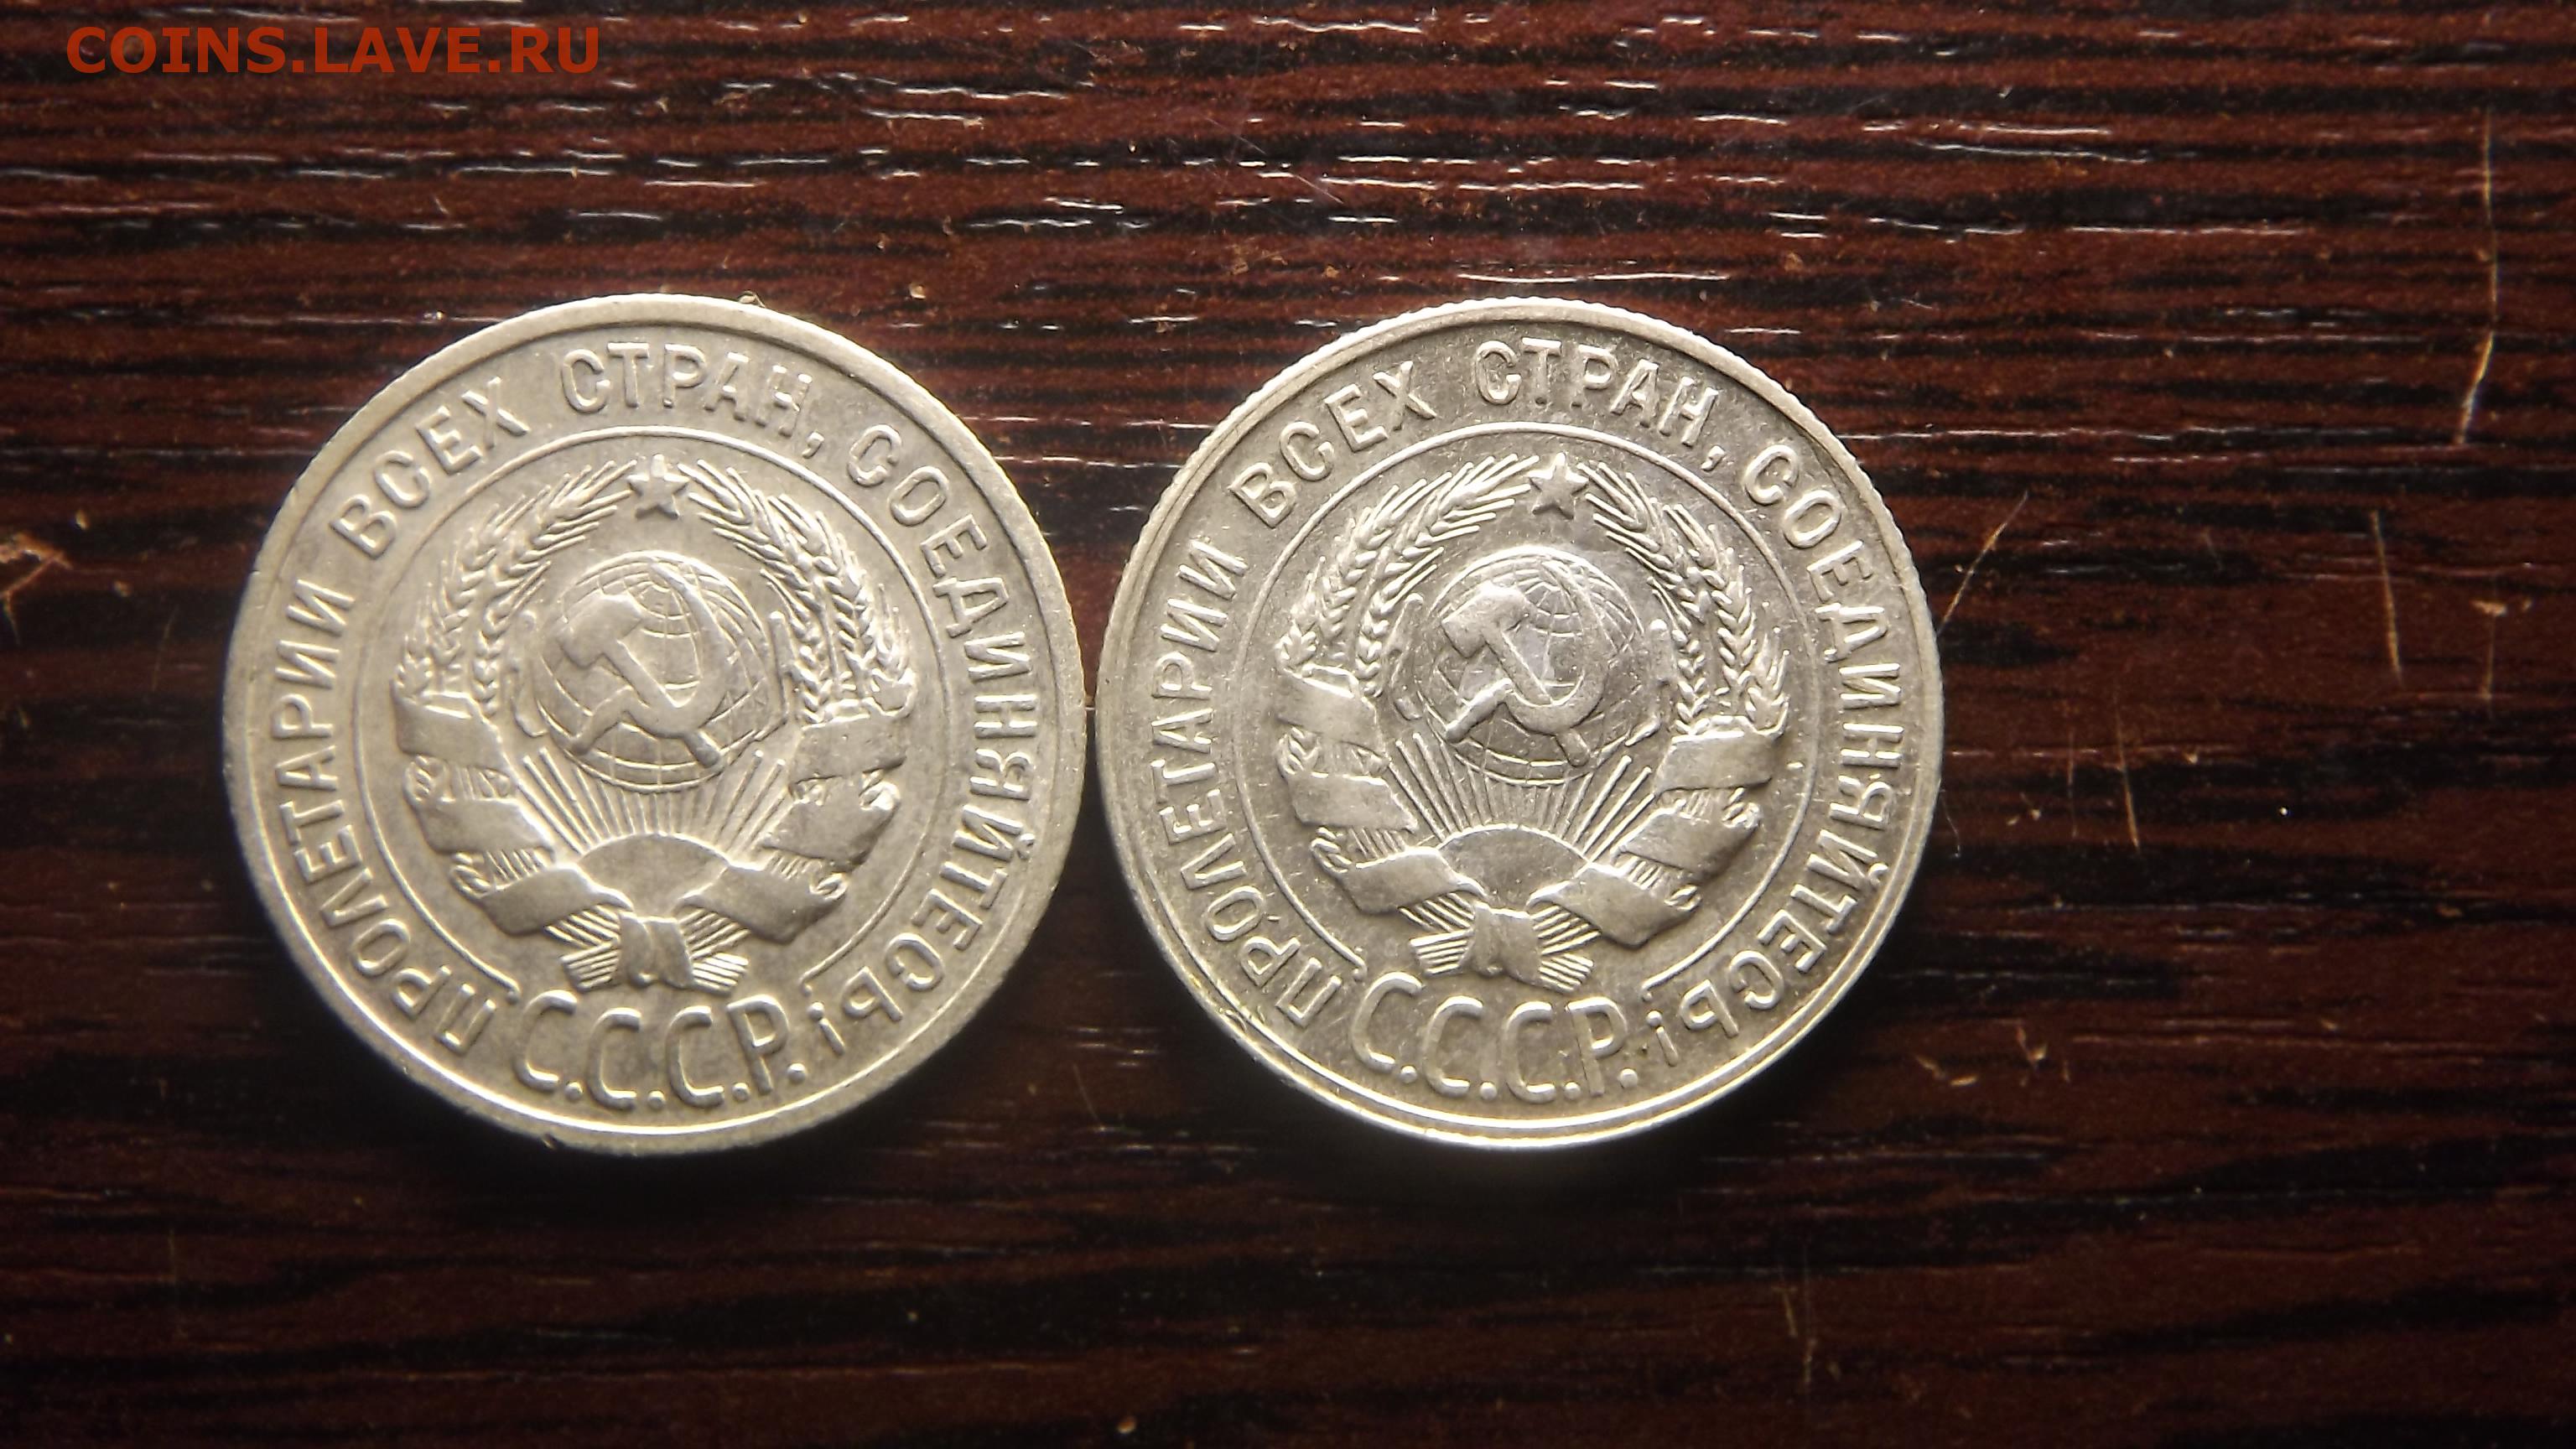 COINS.LAVE.RU
ПРОЛЕТАРИИ ВСЕХ СТРАН, СОЕДИНЯЙТЕСЬ!
С.С.С.Р.
ПРОЛЕТАРИИ ВСЕХ СТРАН, СОЕДИНЯЙТЕСЬ!
С.С.С.Р.